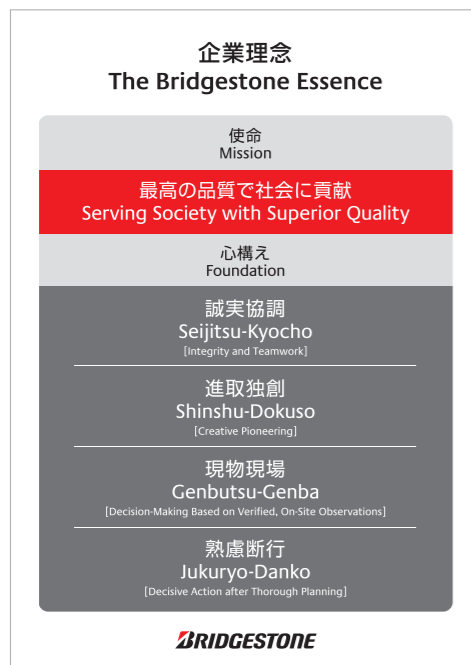 企業理念
The Bridgestone Essence
使命
Mission
最高の品質で社会に貢献
Serving Society with Superior Quality
心構え
Foundation
誠実協調
Seijitsu-Kyocho
[Integrity and Teamwork]
進取独創
Shinshu-Dokuso
[Creative Pioneering]
現物現場
Genbutsu-Genba
[Decision-Making Based on Verified, On-Site Observations]
熟慮断行
Jukuryo-Danko
[Decisive Action after Thorough Planning]
BRIDGESTONE